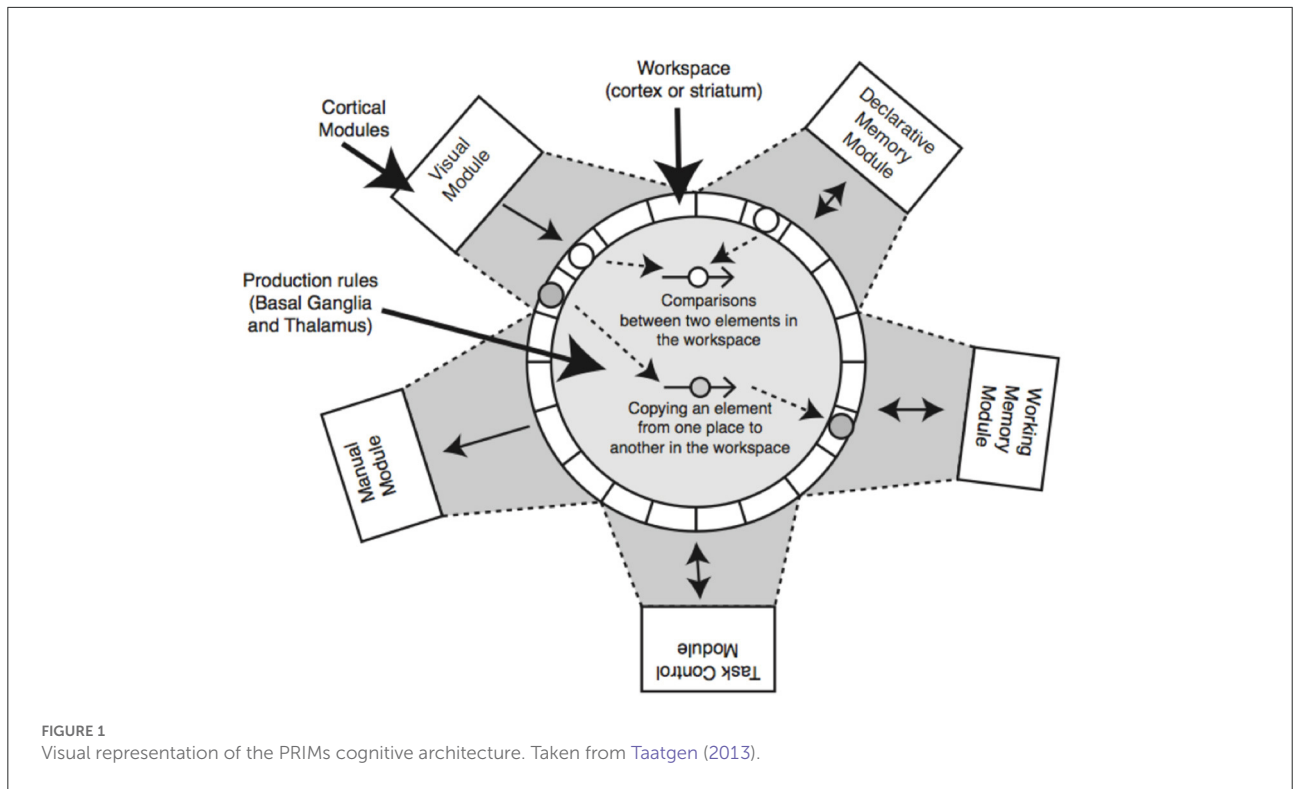 Workspace
(cortex or striatum)
Cortical
Modules
Visual
Module
Declarative
Memory
Module
Production rules
(Basal Ganglia
and Thalamus)
Comparisons
between two elements in
the workspace
Copying an element
from one place to
another in the workspace
Working
Memory
Module
Manual
Module
Task Control
Module
FIGURE 1
Visual representation of the PRIMs cognitive architecture. Taken from Taatgen (2013).